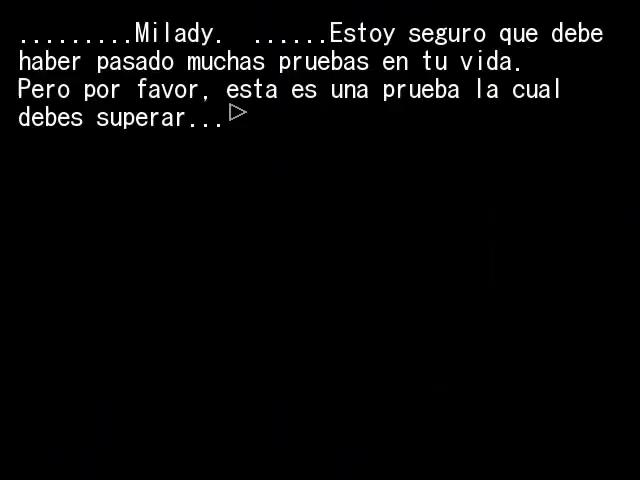 .........Milady.  ......Estoy seguro que debe
haber pasado muchas pruebas en tu vida.
Pero por favor, esta es una prueba la cual
debes superar...